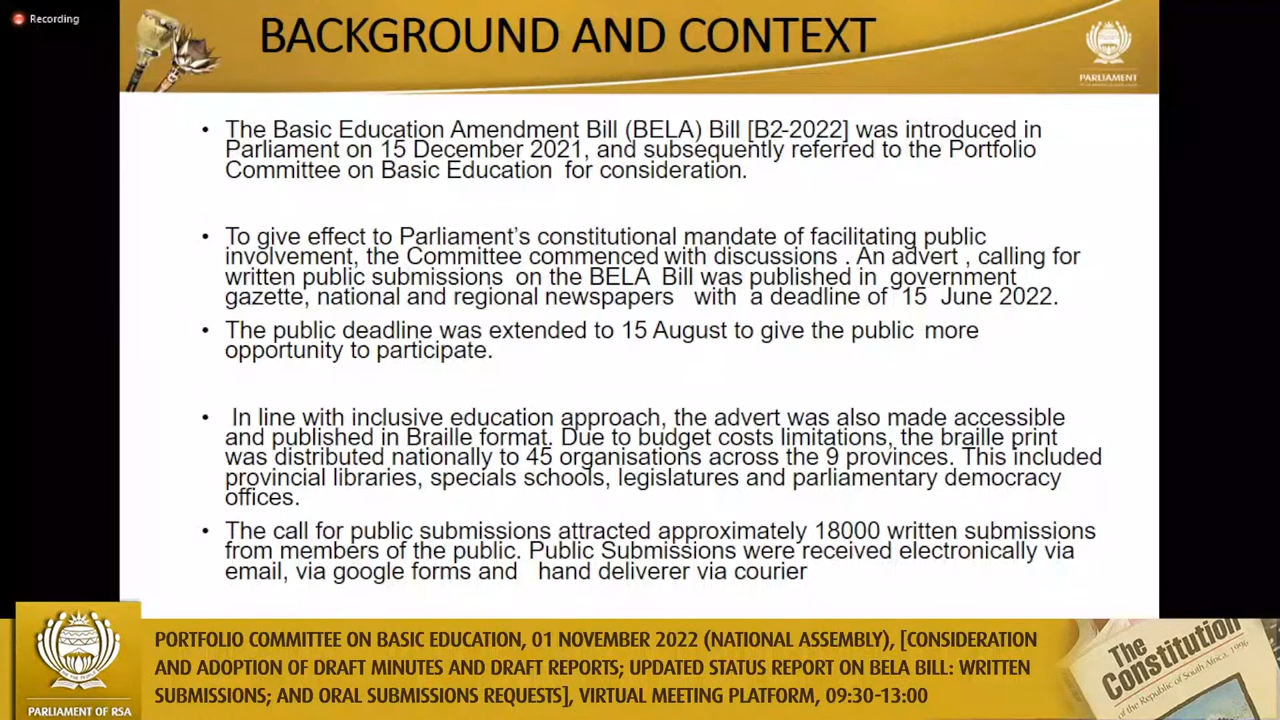 Recording
BACKGROUND AND CONTEXT
PARLIAMENT
• The Basic Education Amendment Bill (BELA) Bill [B2-2022] was introduced in
Parliament on 15 December 2021, and subsequently referred to the Portfolio
Committee on Basic Education for consideration.
• To give effect to Parliament's constitutional mandate of facilitating public
involvement, the Committee commenced with discussions . An advert , calling for
written public submissions on the BELA Bill was published in government
gazette, national and regional newspapers with a deadline of 15 June 2022.
• The public deadline was extended to 15 August to give the public more
opportunity to participate.
• In line with inclusive education approach, the advert was also made accessible
and published in Braille format. Due to budget costs limitations, the braille print
was distributed nationally to 45 organisations across the 9 provinces. This included
provincial libraries, specials schools, legislatures and parliamentary democracy
offices.
• The call for public submissions attracted approximately 18000 written submissions
from members of the public. Public Submissions were received electronically via
email, via google forms and hand deliverer via courier
PORTFOLIO COMMITTEE ON BASIC EDUCATION, 01 NOVEMBER 2022 (NATIONAL ASSEMBLY), [CONSIDERATION
AND ADOPTION OF DRAFT MINUTES AND DRAFT REPORTS; UPDATED STATUS REPORT ON BELA BILL: WRITTEN
SUBMISSIONS; AND ORAL SUBMISSIONS REQUESTS], VIRTUAL MEETING PLATFORM, 09:30-13:00
PARLIAMENT OF RSA
The
Constitution
of the Republic of South Africa, 1996